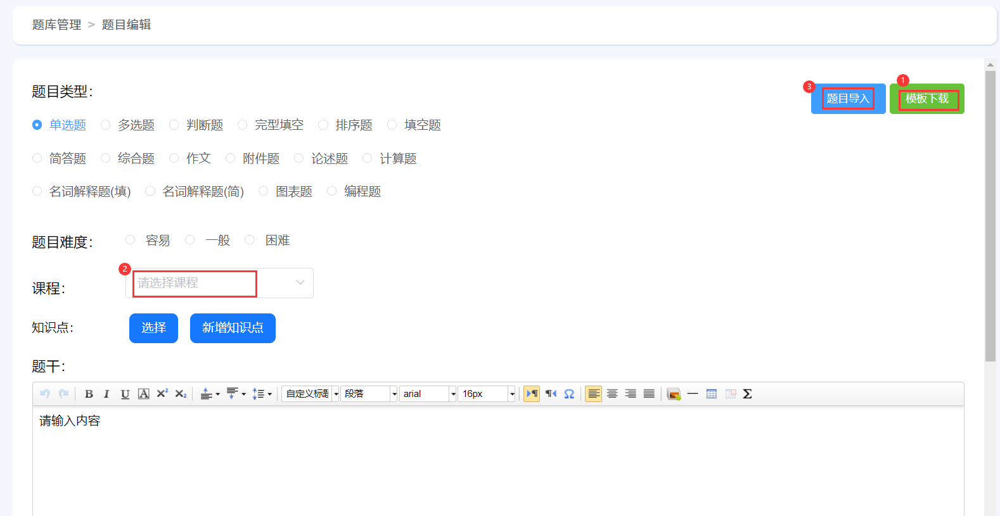 题库管理 > 题目编辑
题目类型：
3 题目导入
1 模板下载
单选题 多选题 判断题 完型填空 排序题 填空题
简答题 综合题 作文 附件题 论述题 计算题
名词解释题(填) 名词解释题(简) 图表题 编程题
题目难度： 容易 一般 困难
课程： 2 请选择课程
知识点： 选择 新增知识点
题干：
B I U A X² X₂ 自定义标题 段落 arial 16px Ω Σ
请输入内容